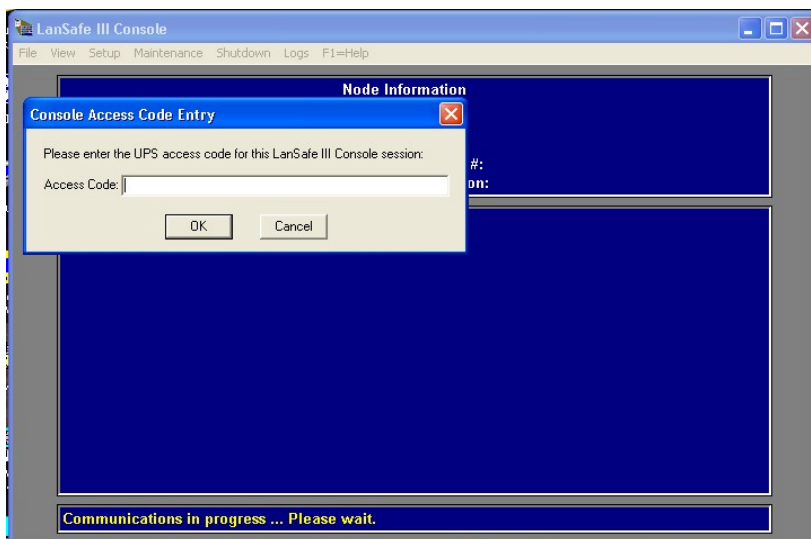 LanSafe III Console
File View Setup Maintenance Shutdown Logs F1=Help
Node Information
Console Access Code Entry
Please enter the UPS access code for this LanSafe III Console session:
#:
Access Code:
on:
OK Cancel
Communications in progress ... Please wait.